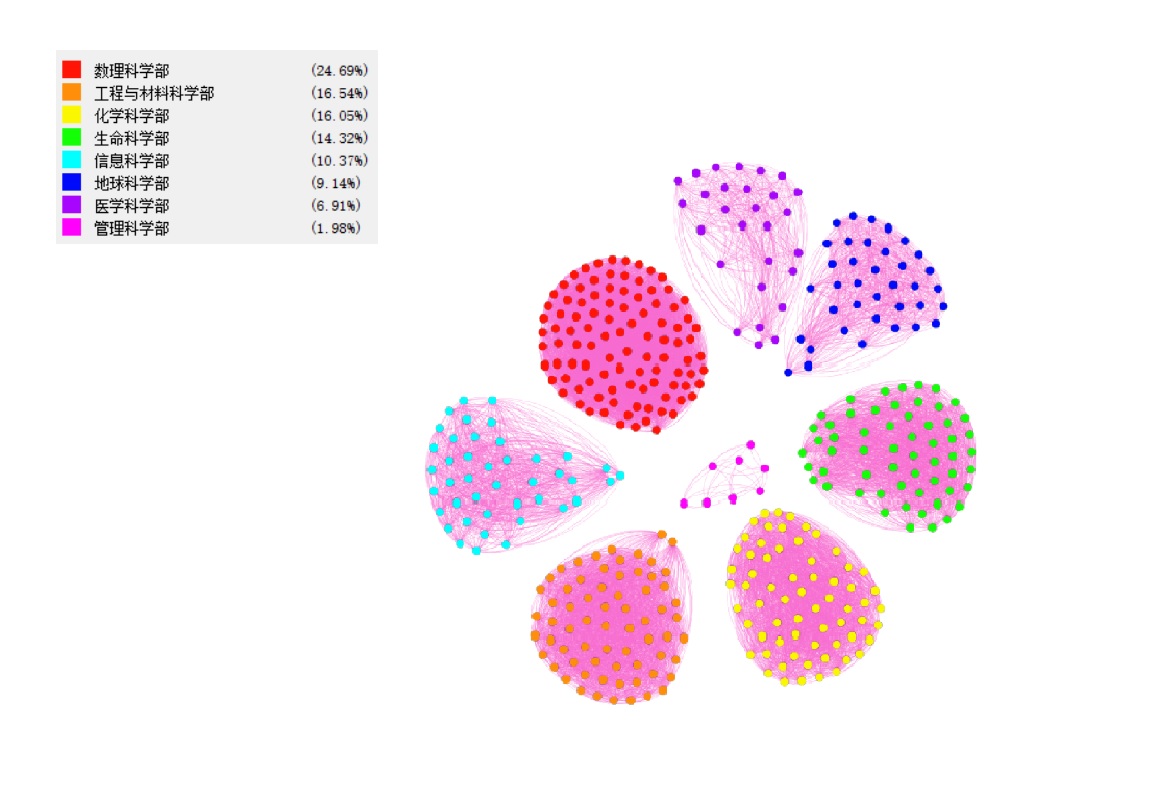 数理科学部 (24.69%)
工程与材料科学部 (16.54%)
化学科学部 (16.05%)
生命科学部 (14.32%)
信息科学部 (10.37%)
地球科学部 (9.14%)
医学科学部 (6.91%)
管理科学部 (1.98%)